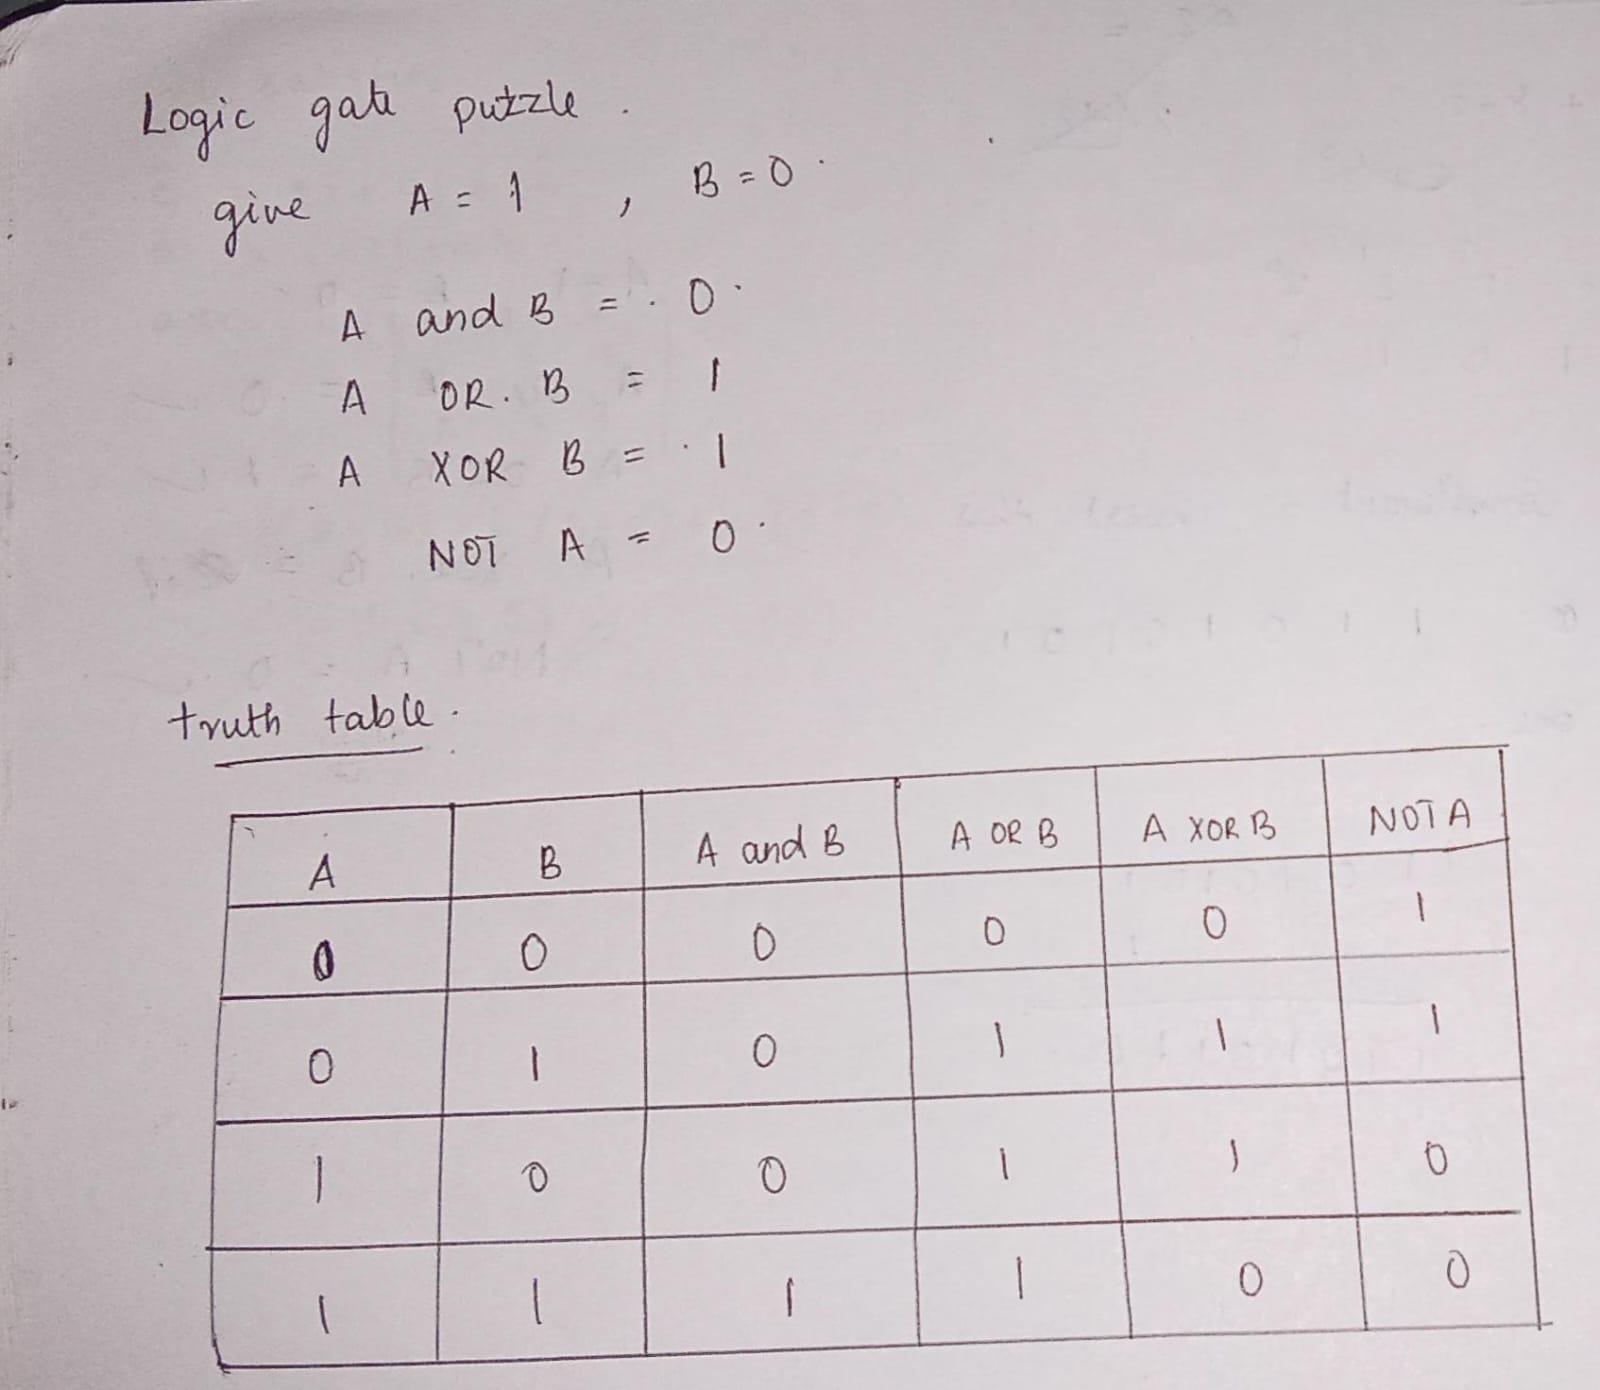 Logic gate puzzle.
give A = 1 , B = 0.
A and B = 0.
A OR. B = 1
A XOR B = 1
NOT A = 0.
truth table.
A B A and B A OR B A XOR B NOT A
0 0 0 0 0 1
0 1 0 1 1 1
1 0 0 1 1 0
1 1 1 1 0 0